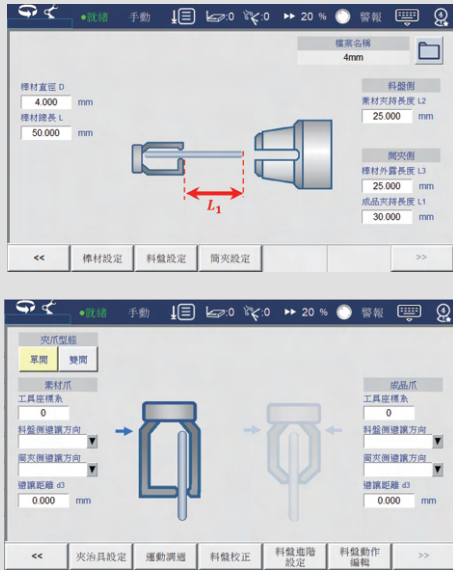 ●就緒 手動 :0 :0 20 % 警報
檔案名稱
4mm
棒材直徑 D
4.000 mm
棒材總長 L
50.000 mm
料盤側
素材夾持長度 L2
25.000 mm
筒夾側
棒材外露長度 L3
25.000 mm
成品夾持長度 L1
30.000 mm
L1
<< 棒材設定 料盤設定 筒夾設定 >>
●就緒 手動 :0 :0 20 % 警報
夾爪型態
單開 雙開
素材爪
工具座標系
0
料盤側避讓方向
筒夾側避讓方向
避讓距離 d3
0.000 mm
成品爪
工具座標系
0
料盤側避讓方向
筒夾側避讓方向
避讓距離 d3
0.000 mm
<< 夾治具設定 運動調適 料盤校正 料盤進階設定 料盤動作編輯 >>